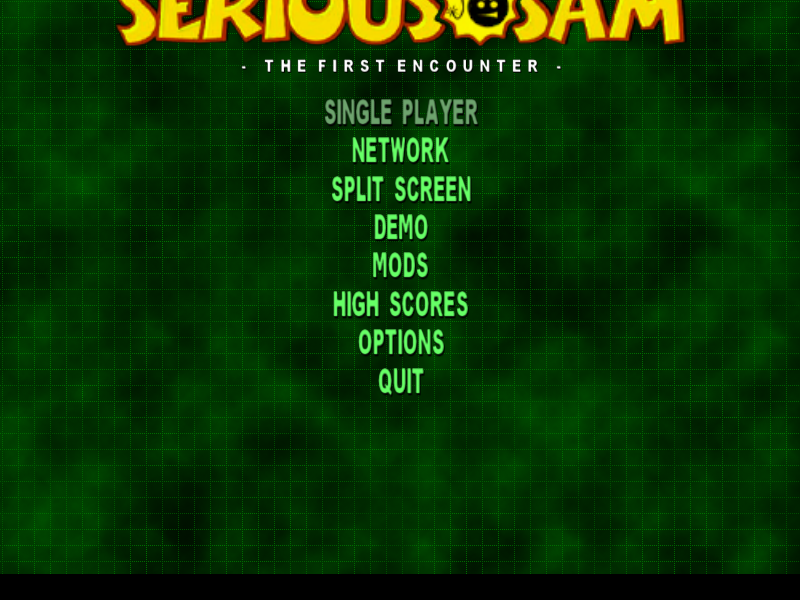 SERIOUS SAM
- THE FIRST ENCOUNTER -
SINGLE PLAYER
NETWORK
SPLIT SCREEN
DEMO
MODS
HIGH SCORES
OPTIONS
QUIT